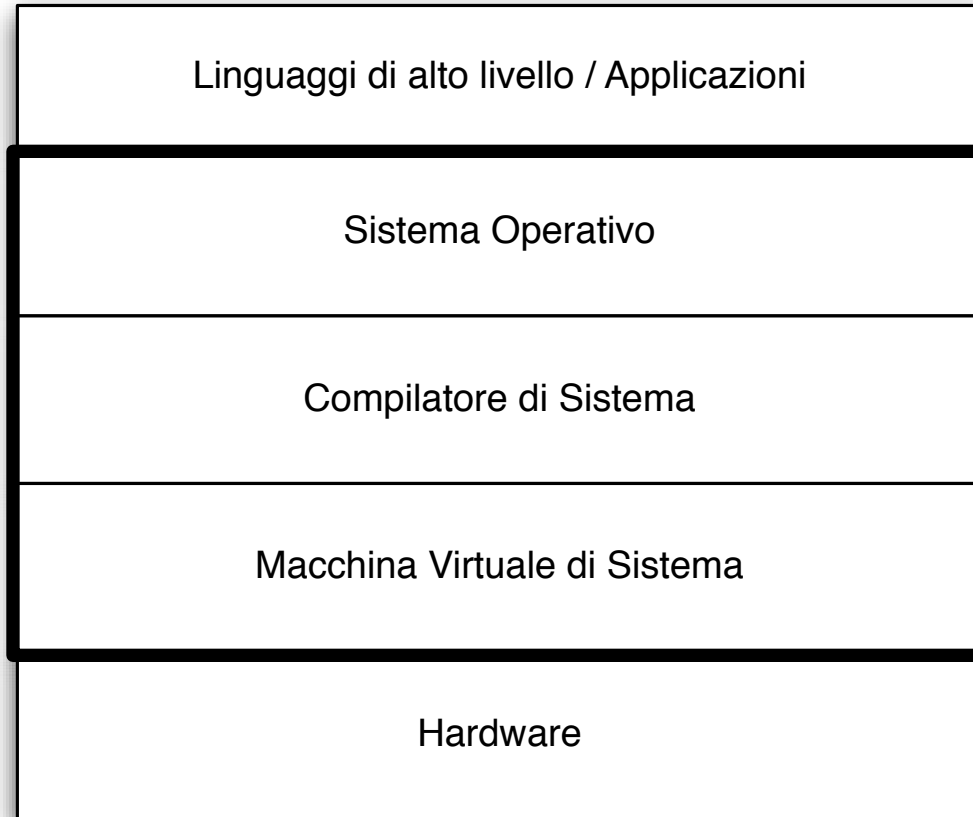 Linguaggi di alto livello / Applicazioni
Sistema Operativo
Compilatore di Sistema
Macchina Virtuale di Sistema
Hardware